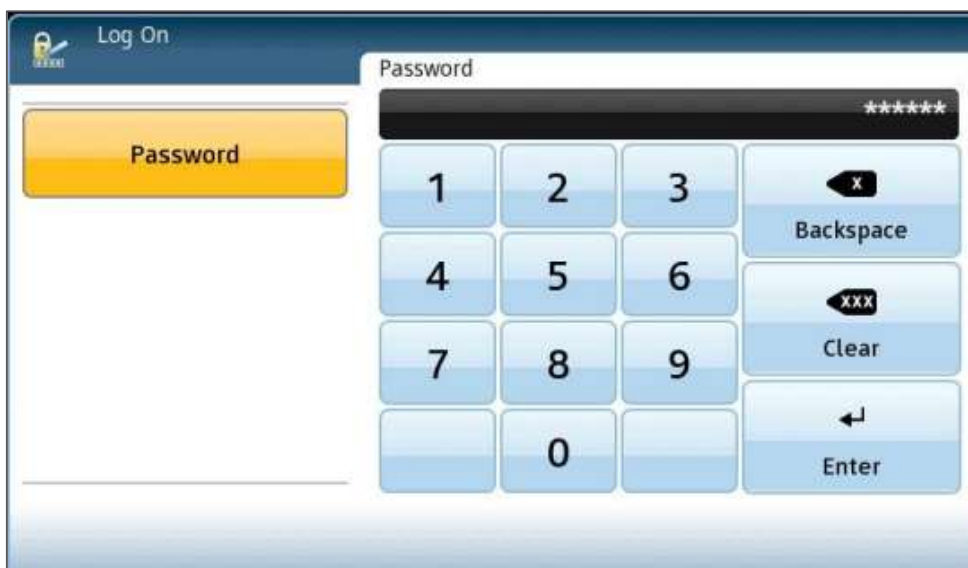 Log On
Password
******
Password
1 2 3
Backspace
4 5 6
Clear
7 8 9
0
Enter